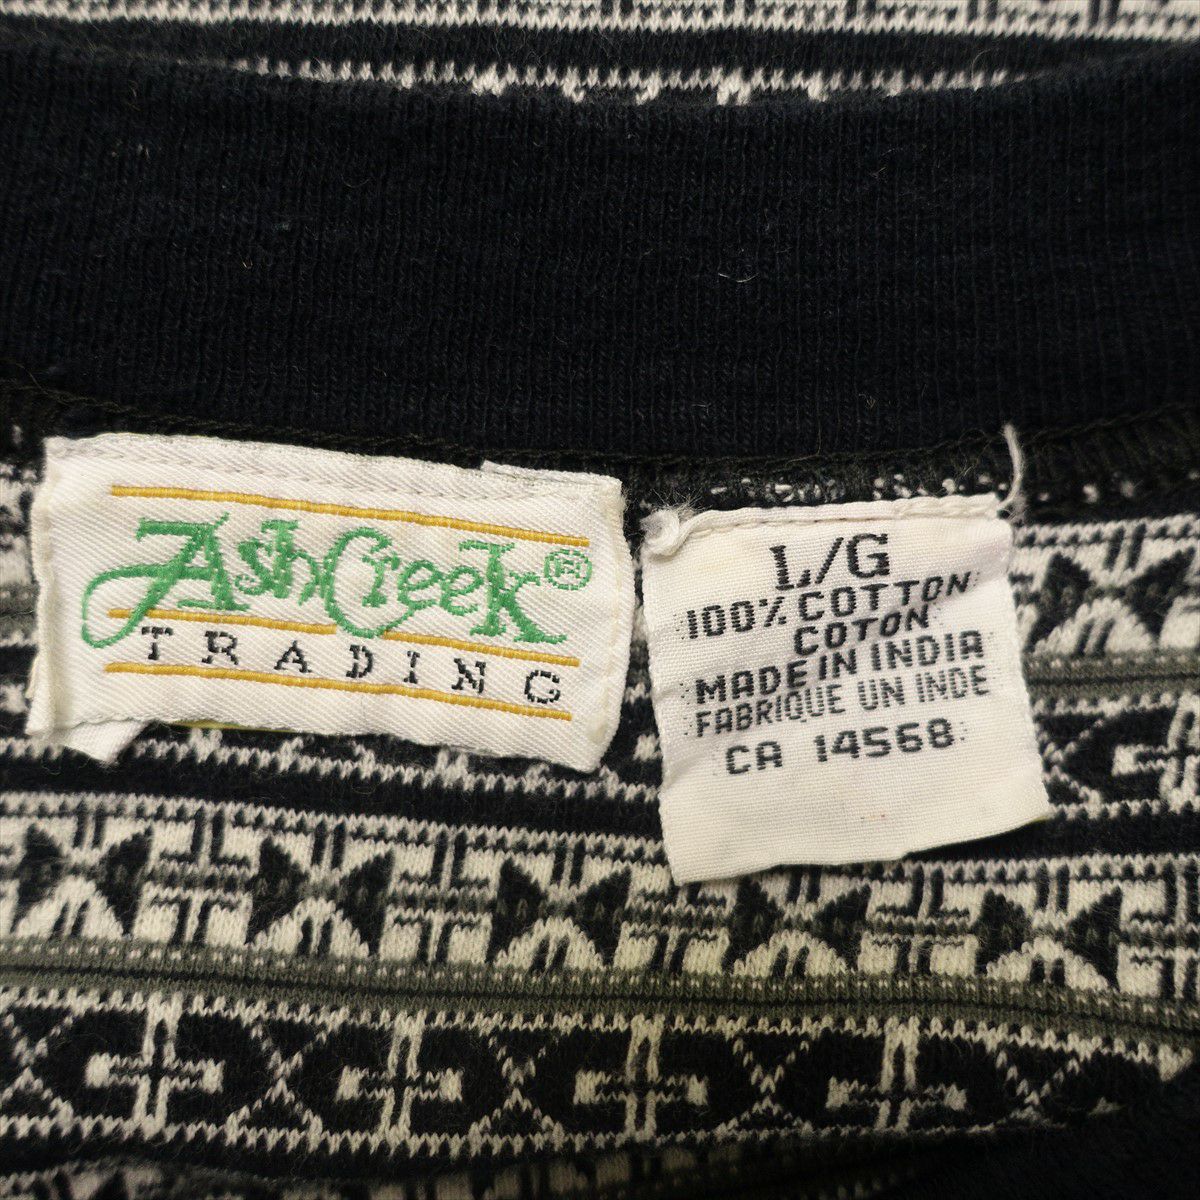 AshCreek®
TRADING
L/G
100% COTTON
COTON
MADE IN INDIA
FABRIQUE UN INDE
CA 14568